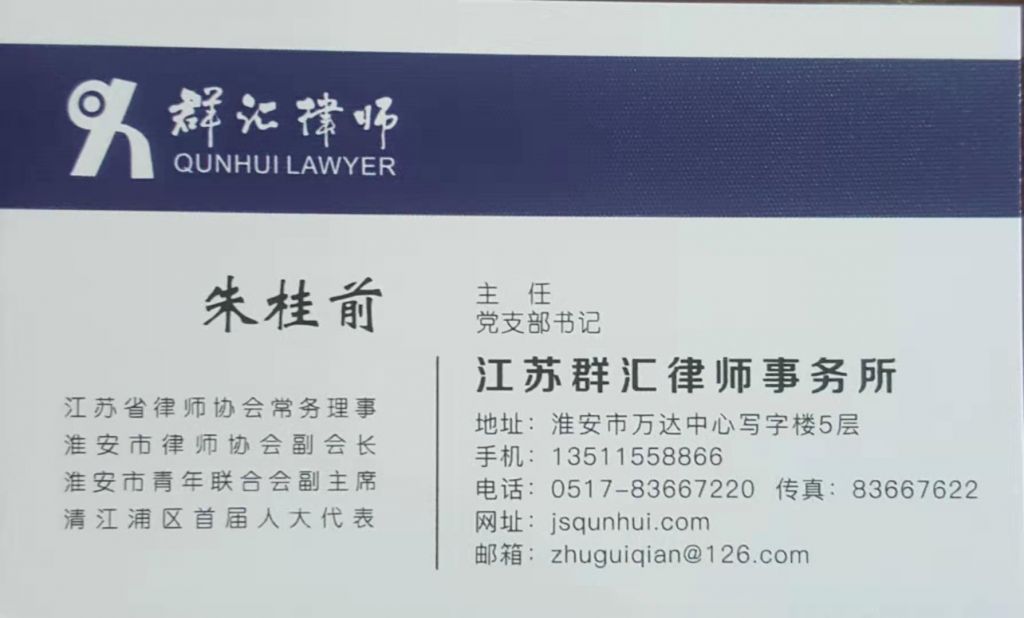 群汇律师
QUNHUI LAWYER
朱桂前
江苏省律师协会常务理事
淮安市律师协会副会长
淮安市青年联合会副主席
清江浦区首届人大代表
主 任
党支部书记
江苏群汇律师事务所
地址：淮安市万达中心写字楼5层
手机：13511558866
电话：0517-83667220 传真：83667622
网址：jsqunhui.com
邮箱：zhuguiqian@126.com